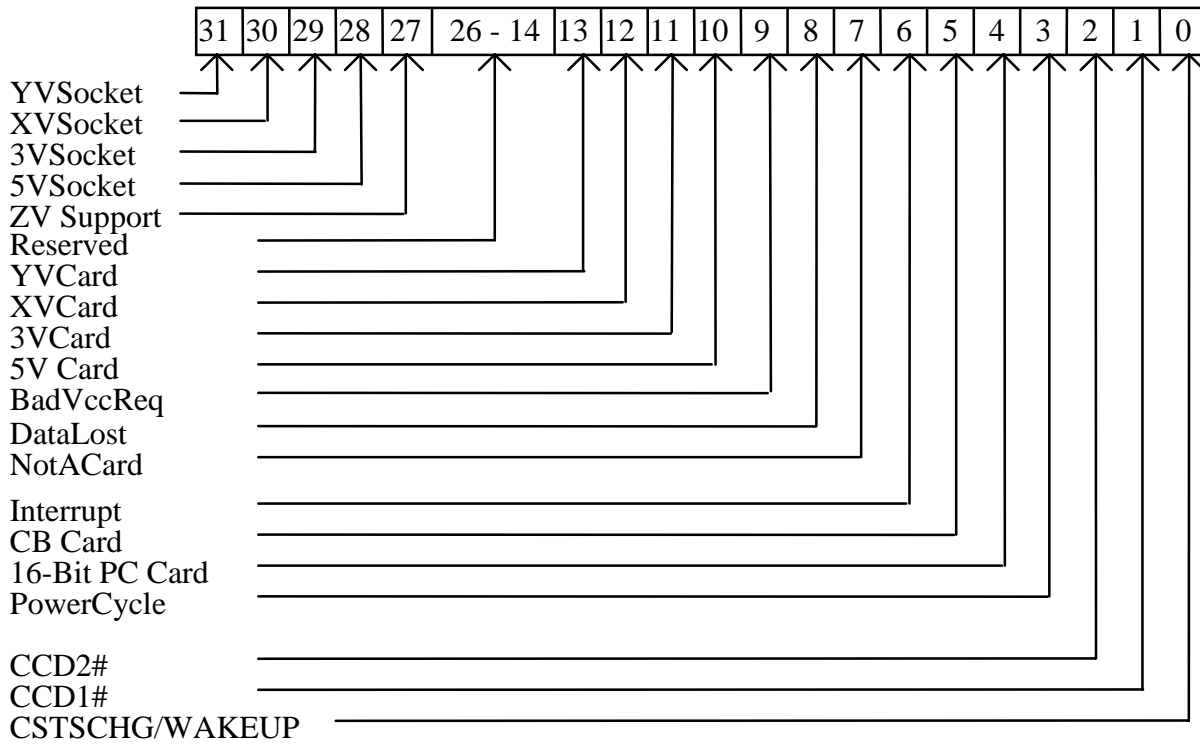 31 30 29 28 27 26 - 14 13 12 11 10 9 8 7 6 5 4 3 2 1 0
YVSocket
XVSocket
3VSocket
5VSocket
ZV Support
Reserved
YVCard
XVCard
3VCard
5V Card
BadVccReq
DataLost
NotACard
Interrupt
CB Card
16-Bit PC Card
PowerCycle
CCD2#
CCD1#
CSTSCHG/WAKEUP